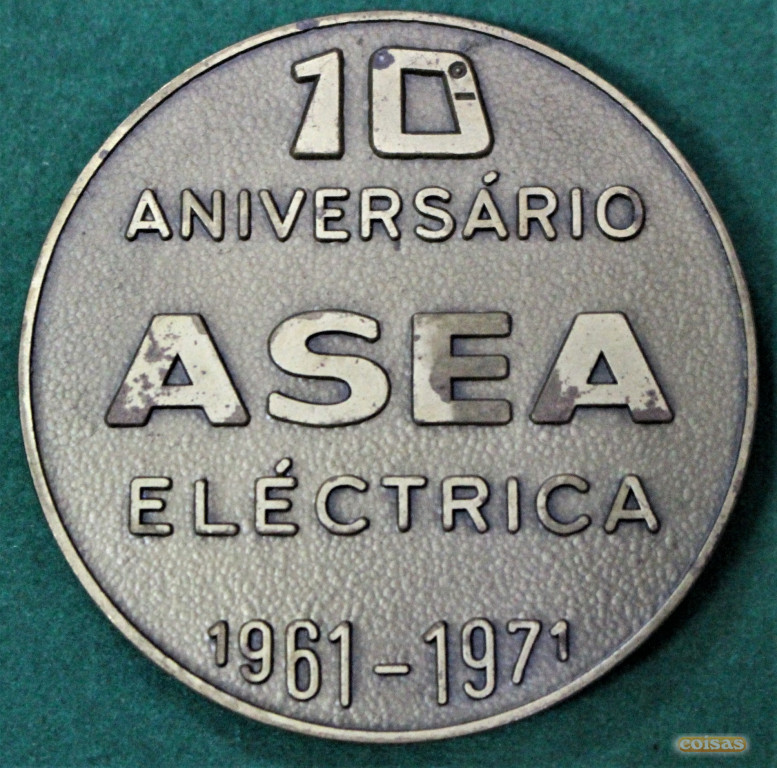 10
ANIVERSÁRIO
ASEA
ELÉCTRICA
1961-1971
coisas